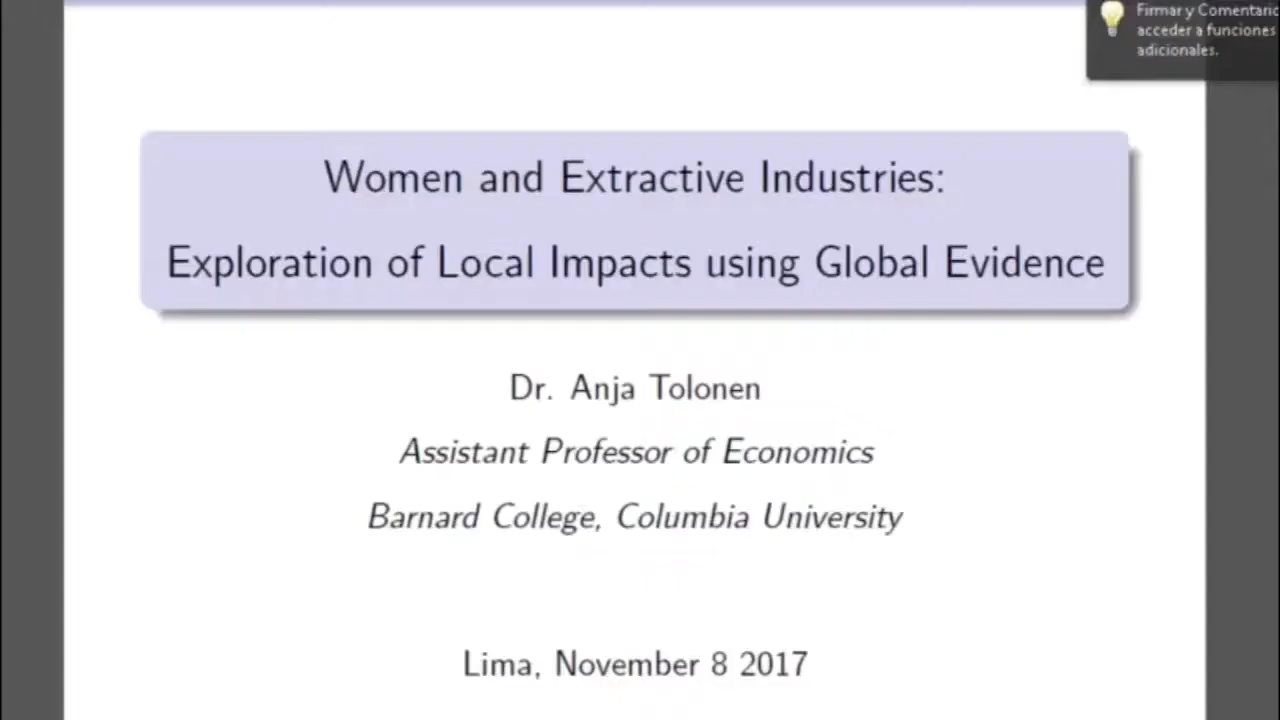 Firmar y Comentario
acceder a funciones
adicionales.
Women and Extractive Industries:
Exploration of Local Impacts using Global Evidence
Dr. Anja Tolonen
Assistant Professor of Economics
Barnard College, Columbia University
Lima, November 8 2017